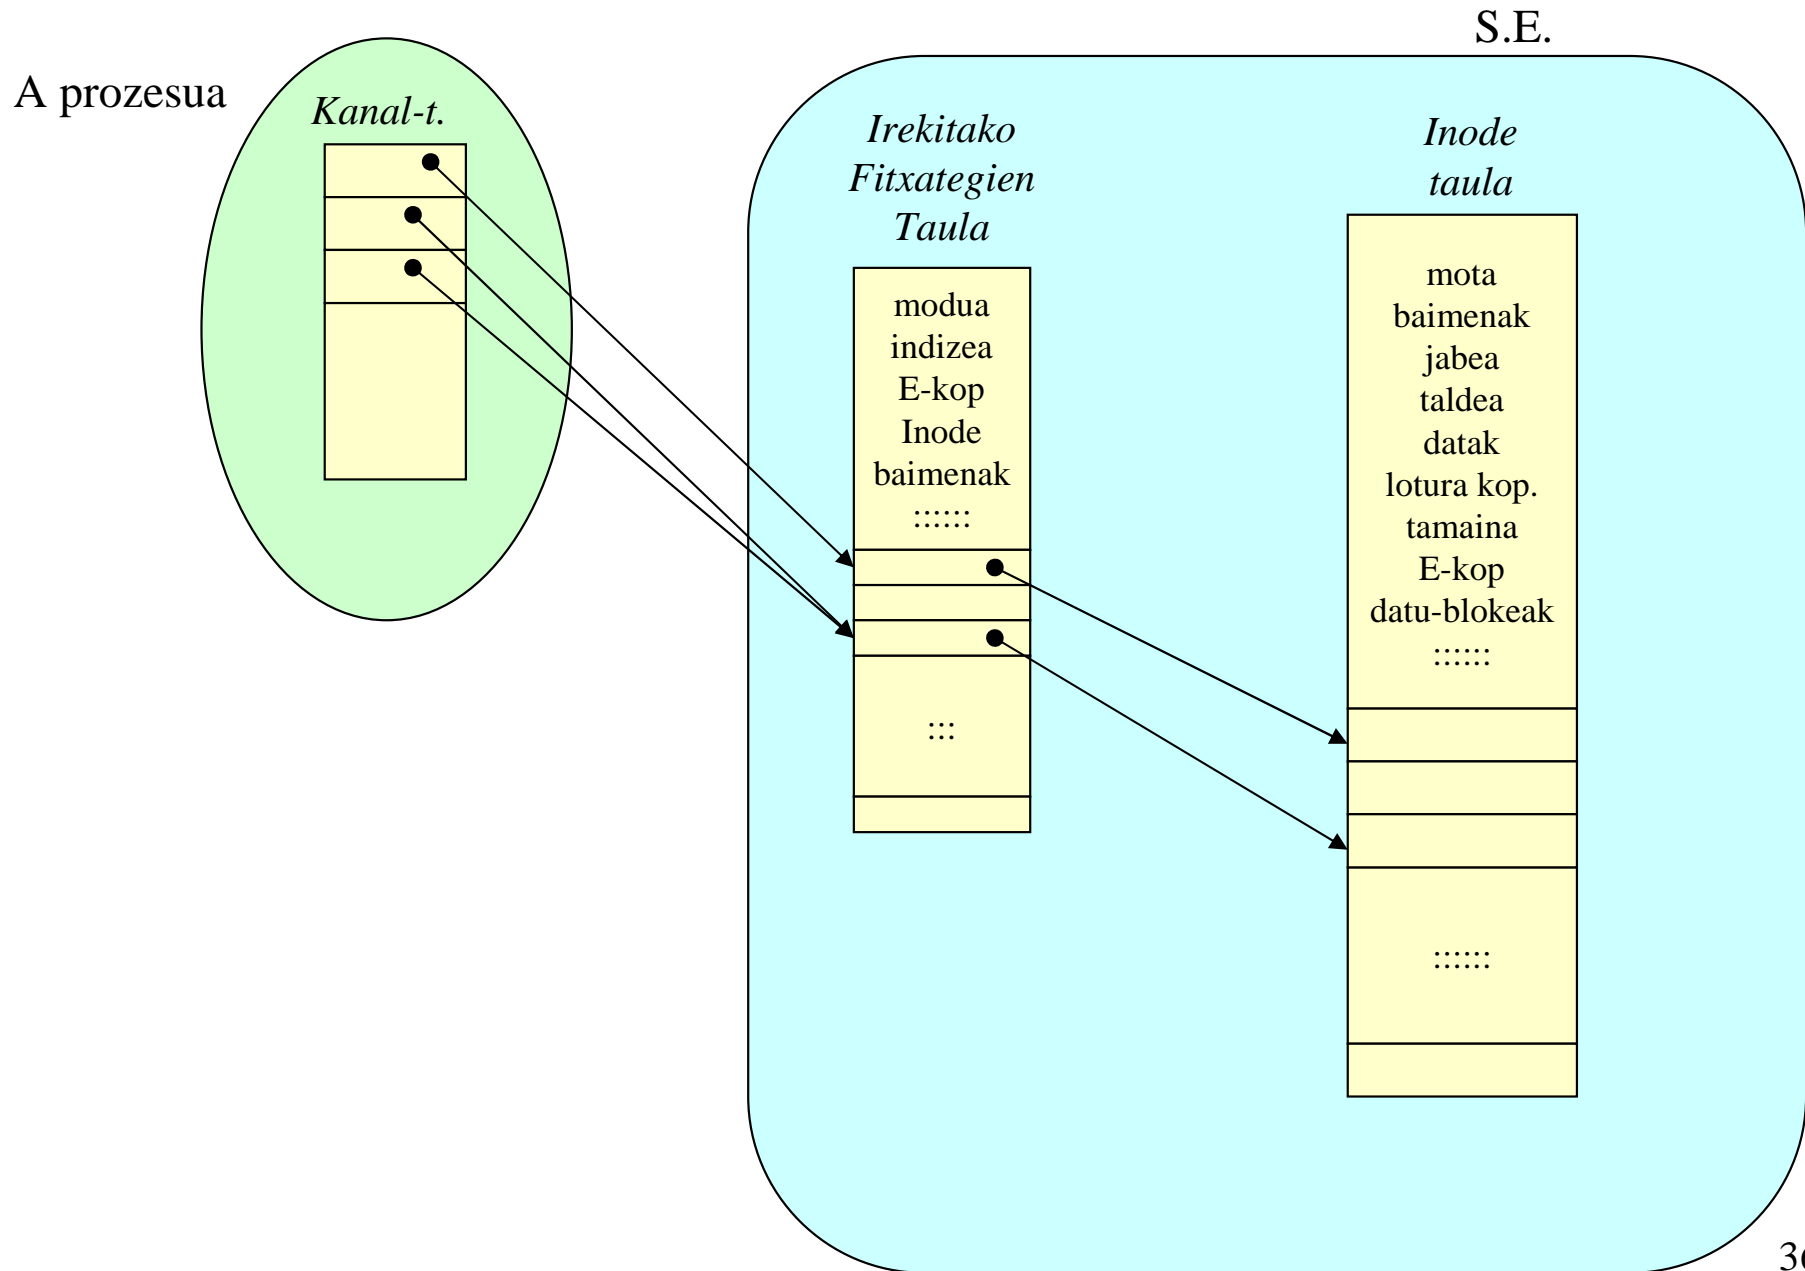 S.E.
A prozesua
Kanal-t.
Irekitako
Fitxategien
Taula
modua
indizea
E-kop
Inode
baimenak
::::::
:::
Inode
taula
mota
baimenak
jabea
taldea
datak
lotura kop.
tamaina
E-kop
datu-blokeak
::::::
::::::